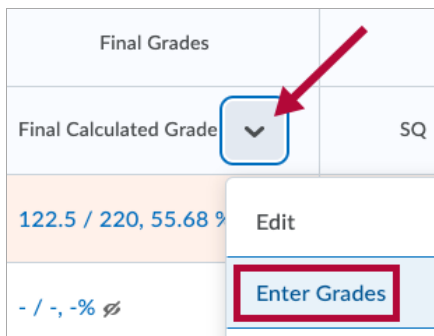 Final Grades
Final Calculated Grade
SQ
122.5 / 220, 55.68 %
Edit
Enter Grades
- / -, -%